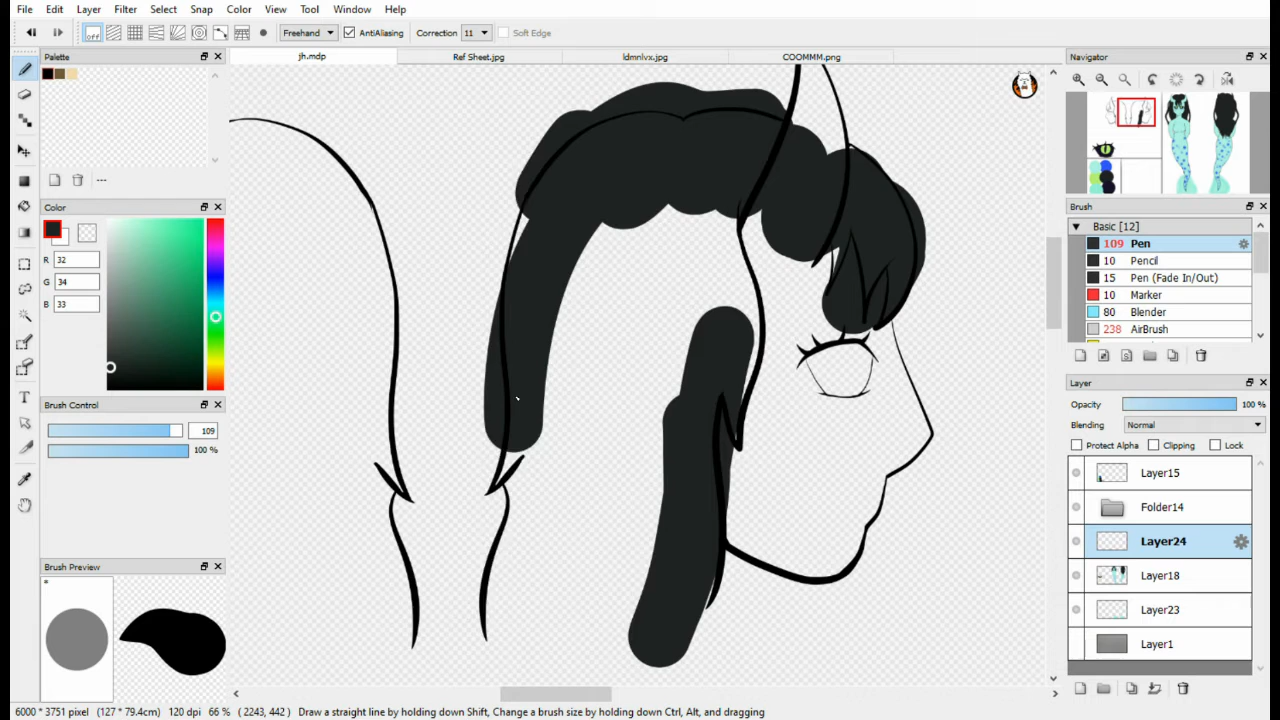 File Edit Layer Filter Select Snap Color View Tool Window Help
off Freehand AntiAliasing Correction 11 Soft Edge
Palette
jh.mdp Ref Sheet.jpg ldmnlvx.jpg COOMMM.png
Navigator
Color
R 32
G 34
B 33
Brush
Basic [12]
109 Pen
10 Pencil
15 Pen (Fade In/Out)
10 Marker
80 Blender
238 AirBrush
Brush Control
109
100 %
Layer
Opacity 100 %
Blending Normal
Protect Alpha Clipping Lock
Layer15
Folder14
Layer24
Layer18
Layer23
Layer1
Brush Preview
*
6000 * 3751 pixel (127 * 79.4cm) 120 dpi 66 % ( 2243, 442 ) Draw a straight line by holding down Shift, Change a brush size by holding down Ctrl, Alt, and dragging